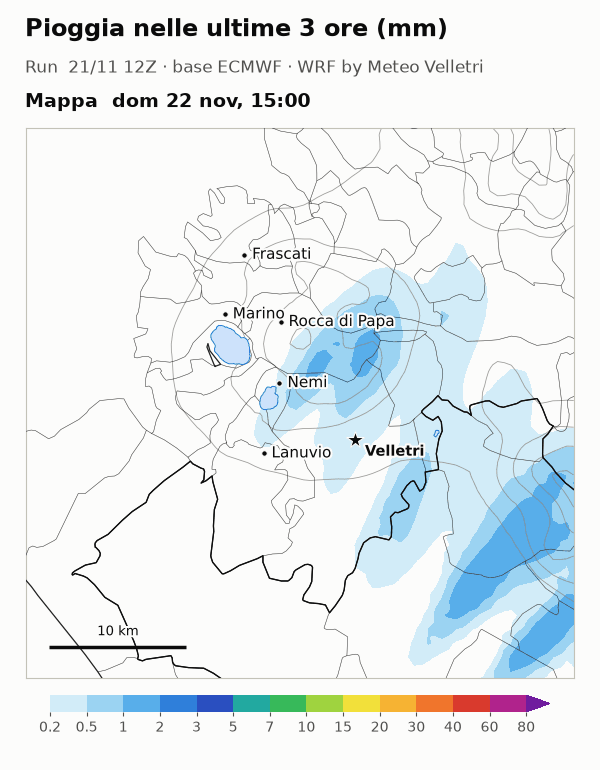 Pioggia nelle ultime 3 ore (mm)
Run  21/11 12Z · base ECMWF · WRF by Meteo Velletri
Mappa  dom 22 nov, 15:00
Frascati
Marino
Rocca di Papa
Nemi
Velletri
Lanuvio
10 km
0.2 0.5 1 2 3 5 7 10 15 20 30 40 60 80